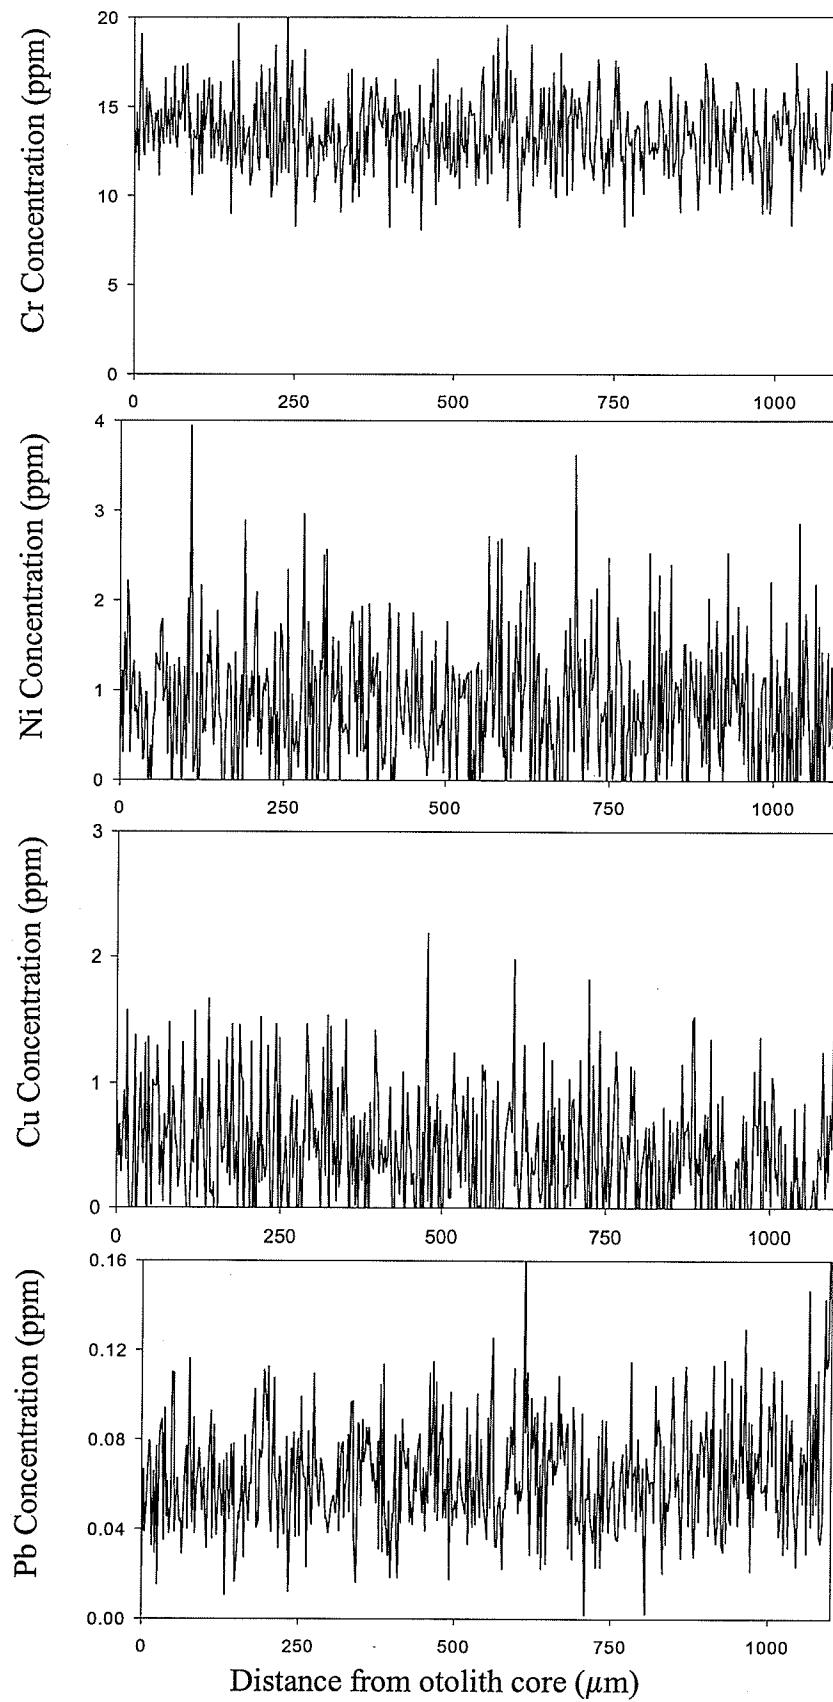 Cr Concentration (ppm)
20
15
10
5
0
0 250 500 750 1000
Ni Concentration (ppm)
4
3
2
1
0
0 250 500 750 1000
Cu Concentration (ppm)
3
2
1
0
0 250 500 750 1000
Pb Concentration (ppm)
0.16
0.12
0.08
0.04
0.00
0 250 500 750 1000
Distance from otolith core (µm)